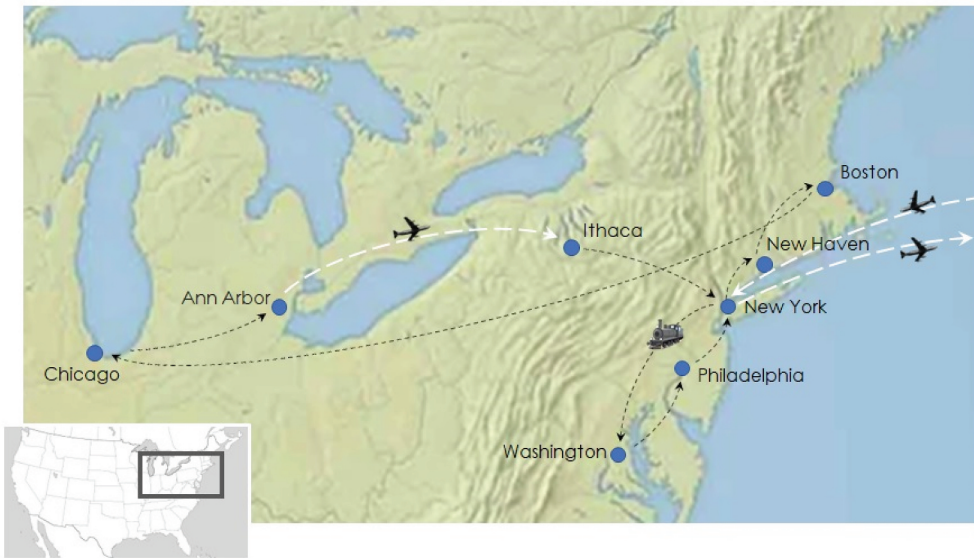 Boston
Ithaca
New Haven
Ann Arbor
New York
Chicago
Philadelphia
Washington